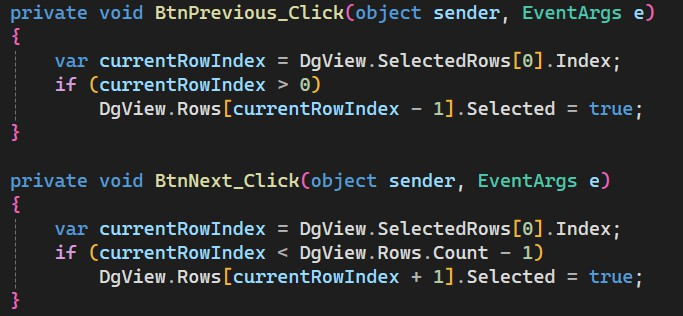 private void BtnPrevious_Click(object sender, EventArgs e)
{
    var currentRowIndex = DgView.SelectedRows[0].Index;
    if (currentRowIndex > 0)
        DgView.Rows[currentRowIndex - 1].Selected = true;
}

private void BtnNext_Click(object sender, EventArgs e)
{
    var currentRowIndex = DgView.SelectedRows[0].Index;
    if (currentRowIndex < DgView.Rows.Count - 1)
        DgView.Rows[currentRowIndex + 1].Selected = true;
}